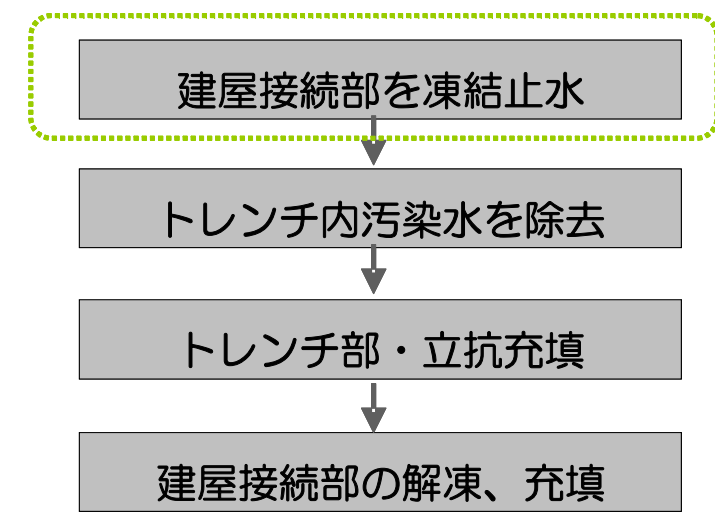 建屋接続部を凍結止水
トレンチ内汚染水を除去
トレンチ部・立抗充填
建屋接続部の解凍、充填